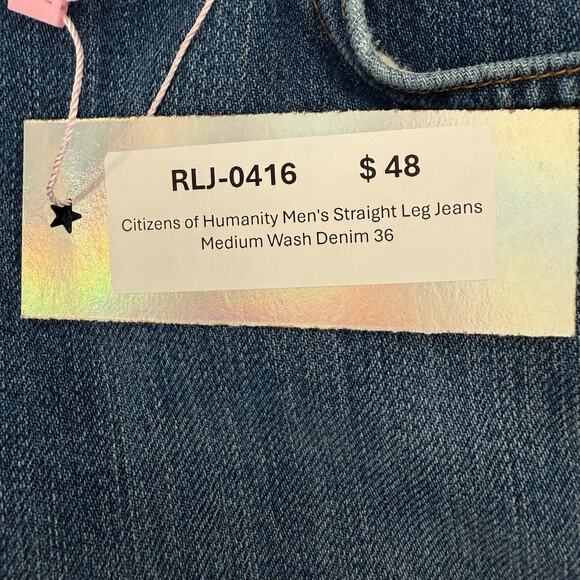 RLJ-0416 $ 48
Citizens of Humanity Men's Straight Leg Jeans
Medium Wash Denim 36